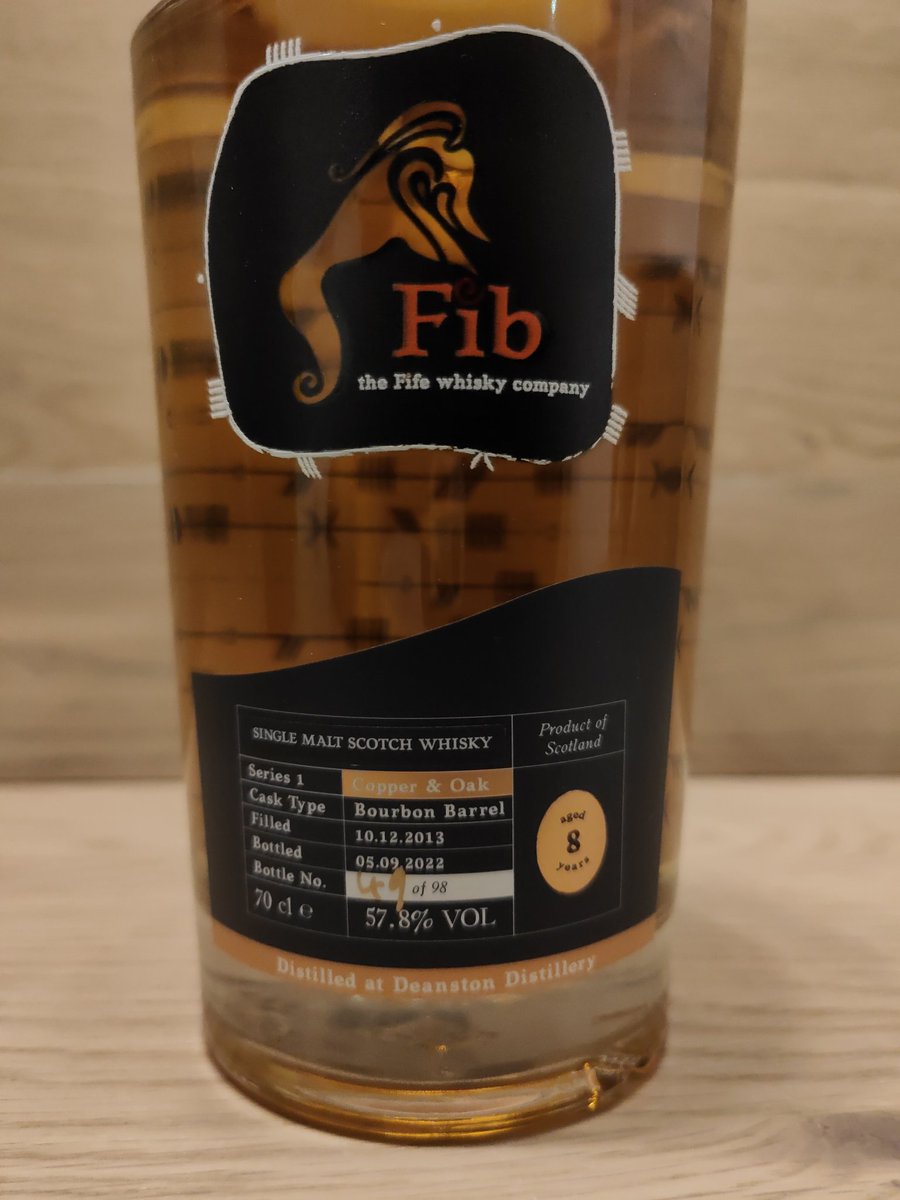 Fib
the Fife whisky company
SINGLE MALT SCOTCH WHISKY
Product of
Scotland
Series 1 Copper & Oak
Cask Type Bourbon Barrel
Filled 10.12.2013
Bottled 05.09.2022
Bottle No. 49 of 98
70 cl e 57.8% VOL
aged
8
years
Distilled at Deanston Distillery